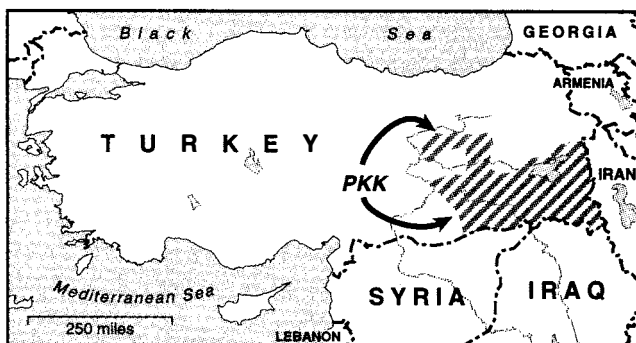 Black Sea
GEORGIA
ARMENIA
TURKEY
PKK
IRAN
Mediterranean Sea
SYRIA
IRAQ
250 miles
LEBANON